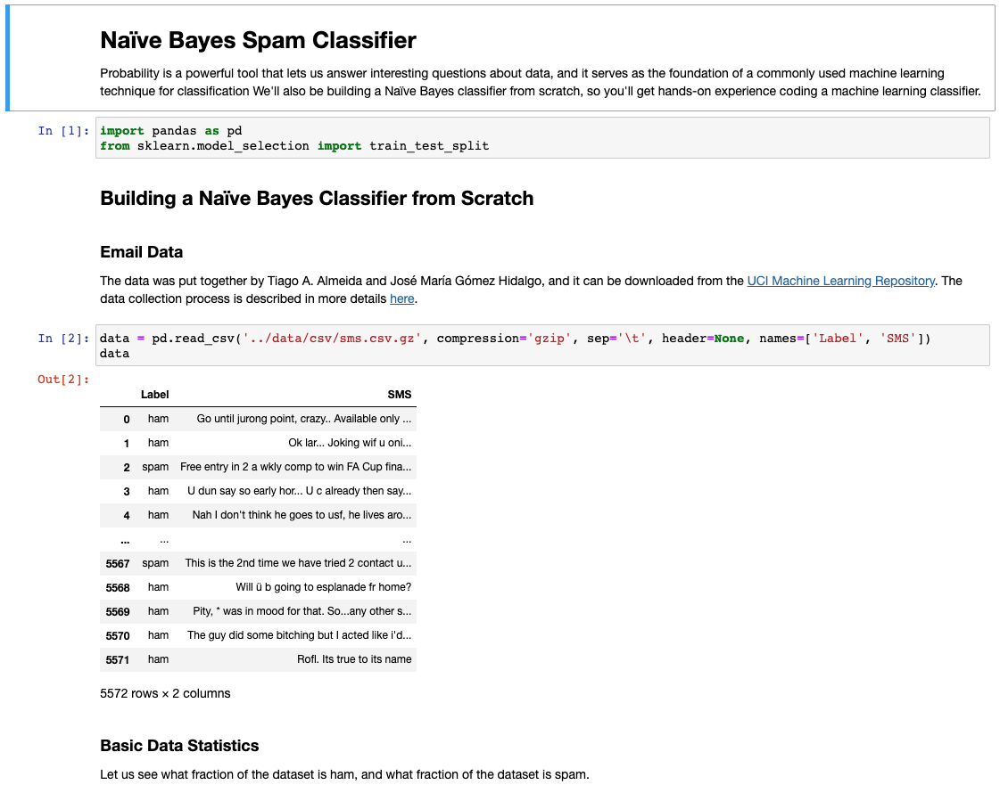 Naïve Bayes Spam Classifier
Probability is a powerful tool that lets us answer interesting questions about data, and it serves as the foundation of a commonly used machine learning
technique for classification We'll also be building a Naïve Bayes classifier from scratch, so you'll get hands-on experience coding a machine learning classifier.
In [1]: import pandas as pd
from sklearn.model_selection import train_test_split
Building a Naïve Bayes Classifier from Scratch
Email Data
The data was put together by Tiago A. Almeida and José María Gómez Hidalgo, and it can be downloaded from the UCI Machine Learning Repository. The
data collection process is described in more details here.
In [2]: data = pd.read_csv('../data/csv/sms.csv.gz', compression='gzip', sep='\t', header=None, names=['Label', 'SMS'])
data
Out[2]:
Label SMS
0 ham Go until jurong point, crazy.. Available only ...
1 ham Ok lar... Joking wif u oni...
2 spam Free entry in 2 a wkly comp to win FA Cup fina...
3 ham U dun say so early hor... U c already then say...
4 ham Nah I don't think he goes to usf, he lives aro...
... ... ...
5567 spam This is the 2nd time we have tried 2 contact u...
5568 ham Will ü b going to esplanade fr home?
5569 ham Pity, * was in mood for that. So...any other s...
5570 ham The guy did some bitching but I acted like i'd...
5571 ham Rofl. Its true to its name
5572 rows × 2 columns
Basic Data Statistics
Let us see what fraction of the dataset is ham, and what fraction of the dataset is spam.